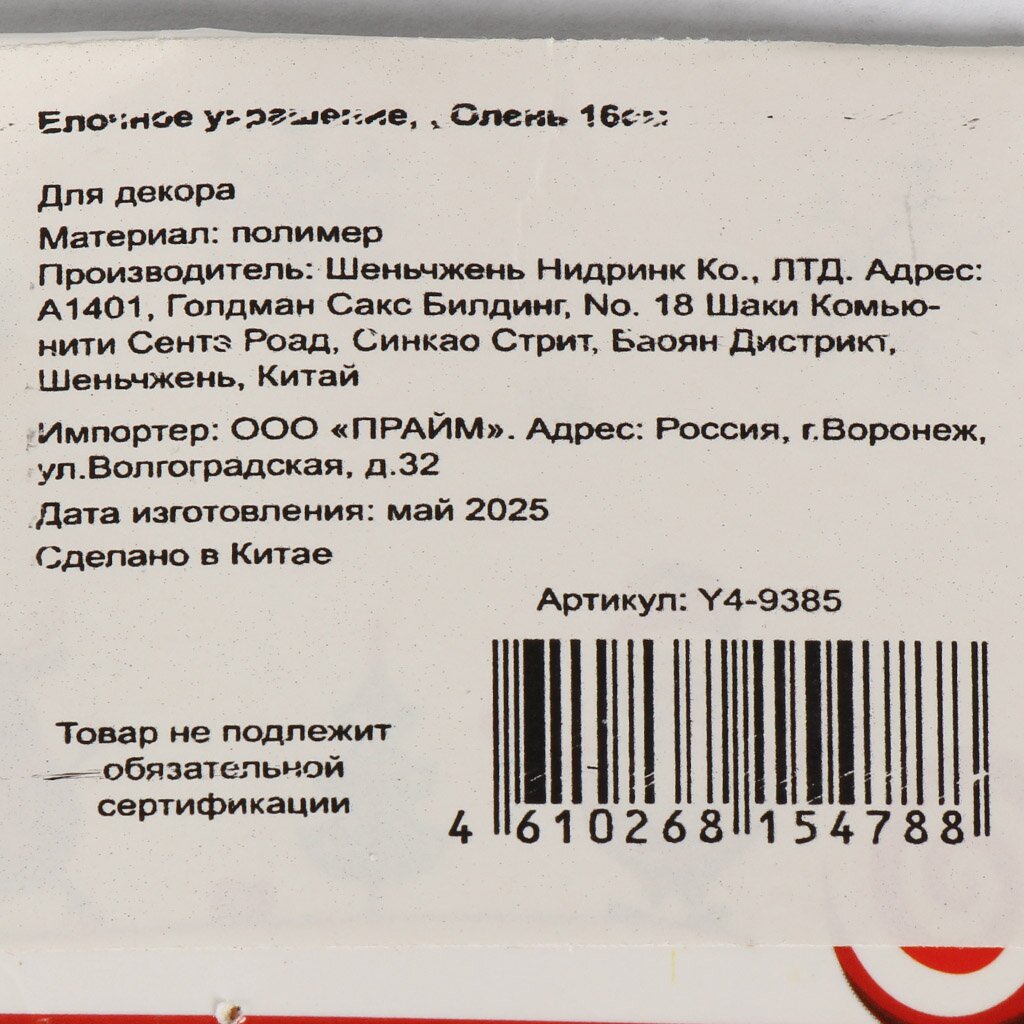 Елочное украшение, , Олень 16см
Для декора
Материал: полимер
Производитель: Шеньчжень Нидринк Ко., ЛТД. Адрес:
А1401, Голдман Сакс Билдинг, No. 18 Шаки Комью-
нити Сентэ Роад, Синкао Стрит, Баоян Дистрикт,
Шеньчжень, Китай
Импортер: ООО «ПРАЙМ». Адрес: Россия, г.Воронеж,
ул.Волгоградская, д.32
Дата изготовления: май 2025
Сделано в Китае
Артикул: Y4-9385
Товар не подлежит
обязательной
сертификации
4 610268 154788